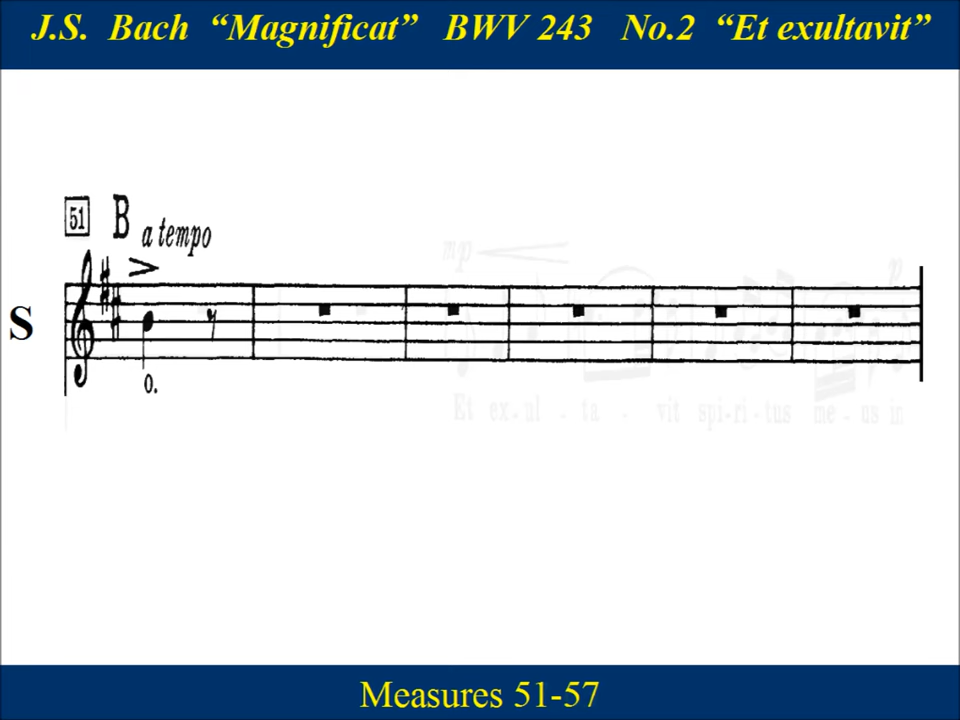 J.S. Bach “Magnificat” BWV 243 No.2 “Et exultavit”
51 B a tempo
mp p
S
o.
Et ex-ul - ta - vit spi-ri-tus me-us in
Measures 51-57